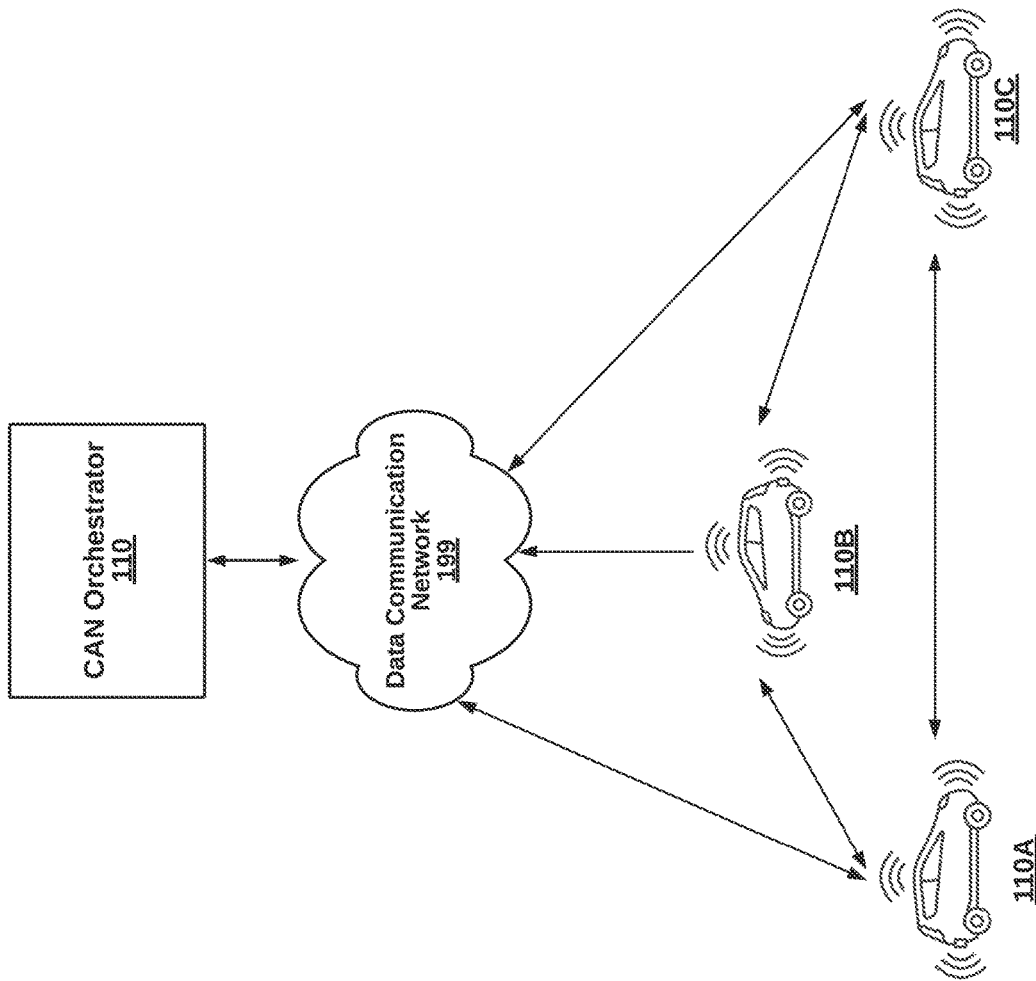 CAN Orchestrator
110
Data Communication
Network
199
110B
110A
110C